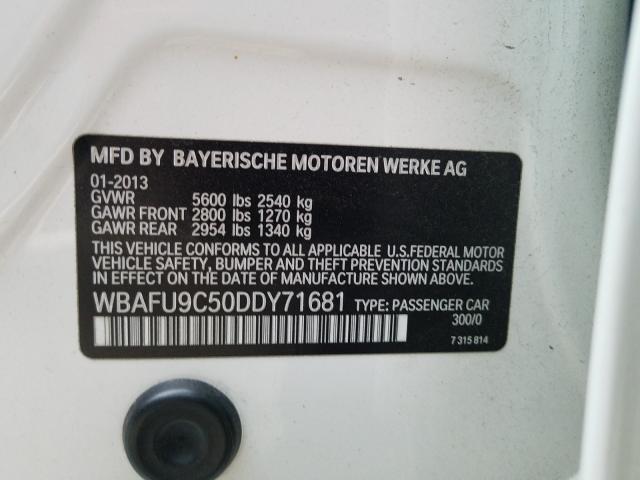 MFD BY BAYERISCHE MOTOREN WERKE AG
01-2013
GVWR 5600 lbs 2540 kg
GAWR FRONT 2800 lbs 1270 kg
GAWR REAR 2954 lbs 1340 kg
THIS VEHICLE CONFORMS TO ALL APPLICABLE U.S.FEDERAL MOTOR
VEHICLE SAFETY, BUMPER AND THEFT PREVENTION STANDARDS
IN EFFECT ON THE DATE OF MANUFACTURE SHOWN ABOVE.
WBAFU9C50DDY71681 TYPE: PASSENGER CAR
300/0
7 315 814